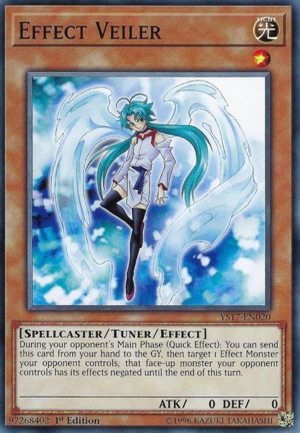 EFFECT VEILER
LIGHT
光
YS17-EN020
[SPELLCASTER/TUNER/EFFECT]
During your opponent's Main Phase (Quick Effect): You can send
this card from your hand to the GY, then target 1 Effect Monster
your opponent controls; that face-up monster your opponent
controls has its effects negated until the end of this turn.
ATK/ 0 DEF/ 0
97268402 1st Edition ©1996 KAZUKI TAKAHASHI